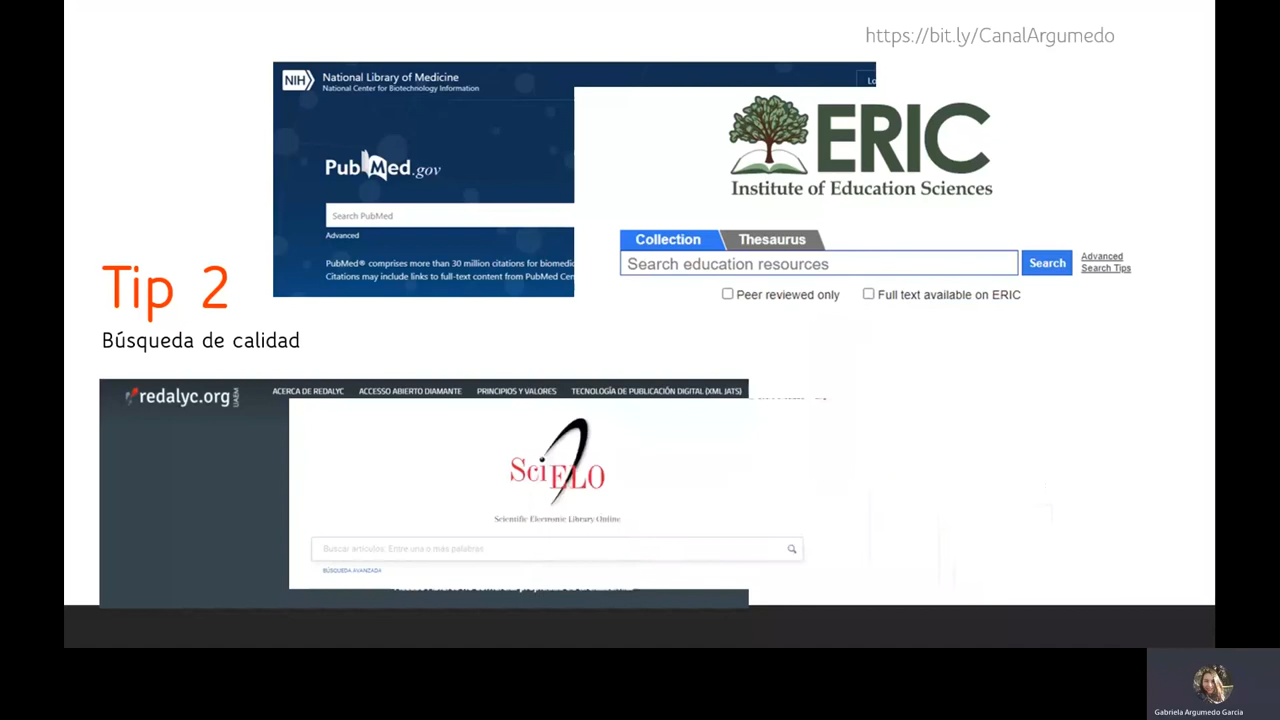 https://bit.ly/CanalArgumedo
NIH National Library of Medicine
National Center for Biotechnology Information
Lo
PubMed.gov
Search PubMed
Advanced
PubMed® comprises more than 30 million citations for biomedic
Citations may include links to full-text content from PubMed Cen
ERIC
Institute of Education Sciences
Collection Thesaurus
Search education resources
Search
Advanced
Search Tips
Peer reviewed only Full text available on ERIC
Tip 2
Búsqueda de calidad
redalyc.org UAEM
ACERCA DE REDALYC ACCESO ABIERTO DIAMANTE PRINCIPIOS Y VALORES TECNOLOGÍA DE PUBLICACIÓN DIGITAL (XML JATS)
SciELO
Scientific Electronic Library Online
Buscar artículos. Entre una o más palabras
BÚSQUEDA AVANZADA
Gabriela Argumedo Garcia